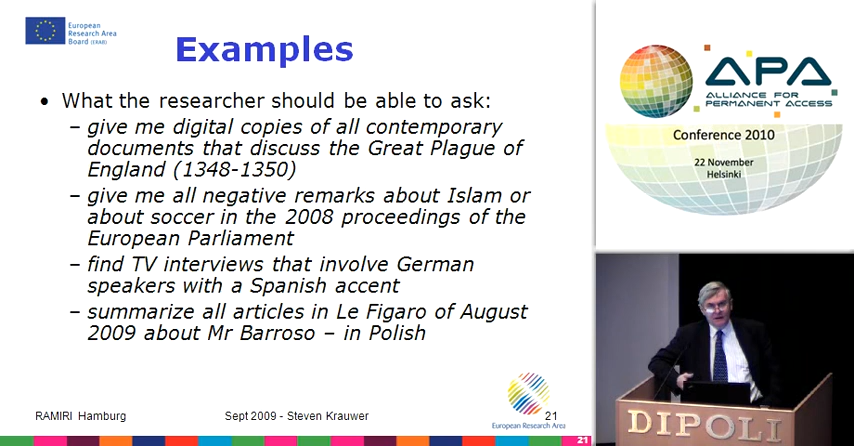 European
Research Area
Board (ERAB)
Examples
• What the researcher should be able to ask:
– give me digital copies of all contemporary
documents that discuss the Great Plague of
England (1348-1350)
– give me all negative remarks about Islam or
about soccer in the 2008 proceedings of the
European Parliament
– find TV interviews that involve German
speakers with a Spanish accent
– summarize all articles in Le Figaro of August
2009 about Mr Barroso – in Polish
RAMIRI Hamburg
Sept 2009 - Steven Krauwer
21
European Research Area
21
APA
ALLIANCE FOR
PERMANENT ACCESS
Conference 2010
22 November
Helsinki
DIPOLI